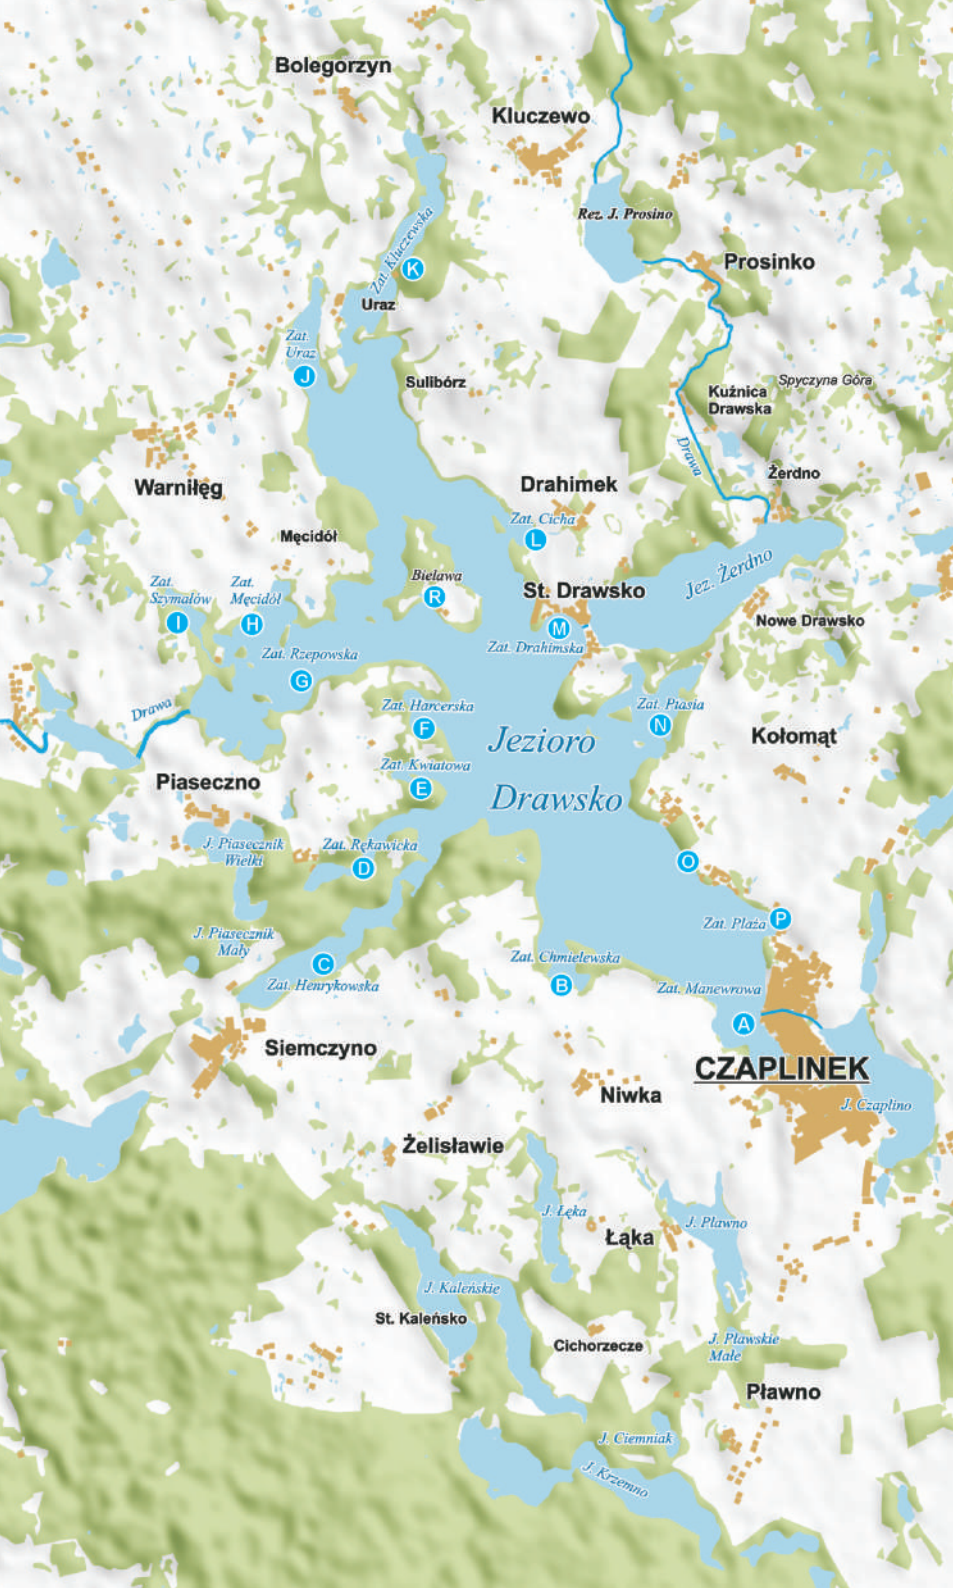 Bolegorzyn
Kluczewo
Rez. J. Prosino
Zat. Kluczewska
K
Prosinko
Uraz
Zat.
Uraz
J
Sulibórz
Spyczyna Góra
Kuźnica
Drawska
Drawa
Żerdno
Warniłęg
Drahimek
Zat. Cicha
L
Męcidół
Jez. Żerdno
Bielawa
R
Zat.
Szymałów
I
Zat.
Męcidół
H
St. Drawsko
M
Zat. Drahimska
Nowe Drawsko
Zat. Rzepowska
G
Drawa
Zat. Harcerska
F
Zat. Ptasia
N
Jezioro
Drawsko
Kołomąt
Zat. Kwiatowa
E
Piaseczno
J. Piasecznik
Wielki
Zat. Rękawicka
D
O
J. Piasecznik
Mały
Zat. Plaża
P
C
Zat. Henrykowska
Zat. Chmielewska
B
Zat. Manewrowa
A
Siemczyno
CZAPLINEK
J. Czaplino
Niwka
Żelisławie
J. Łęka
Łąka
J. Pławno
J. Kaleńskie
St. Kaleńsko
Cichorzecze
J. Pławskie
Małe
Pławno
J. Ciemniak
J. Krzemno